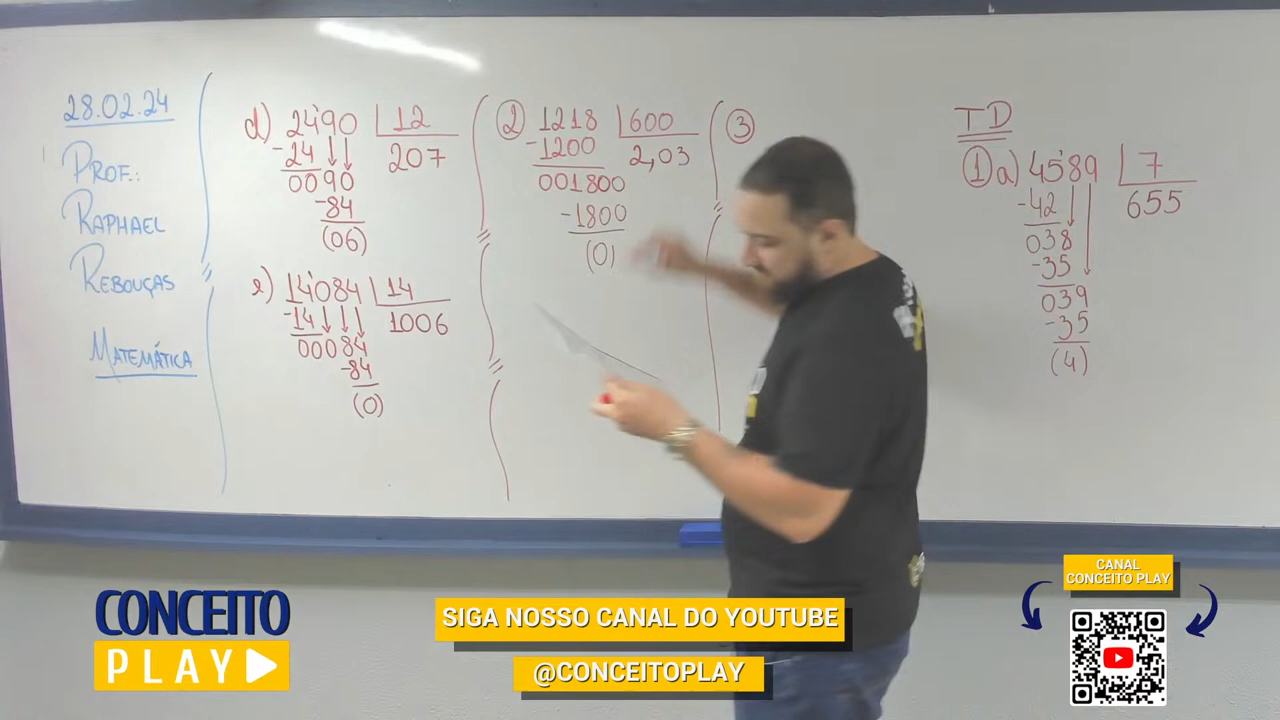 28.02.24
PROF.:
RAPHAEL
REBOUÇAS
MATEMÁTICA
d) 2490 12
-24 207
0090
-84
(06)
e) 14084 14
-14 1006
00084
-84
(0)
2 1218 600
-1200 2,03
001800
-1800
(0)
3
TD
1 a) 4589 7
-42 655
038
-35
039
-35
(4)
CONCEITO
PLAY
SIGA NOSSO CANAL DO YOUTUBE
@CONCEITOPLAY
CANAL
CONCEITO PLAY